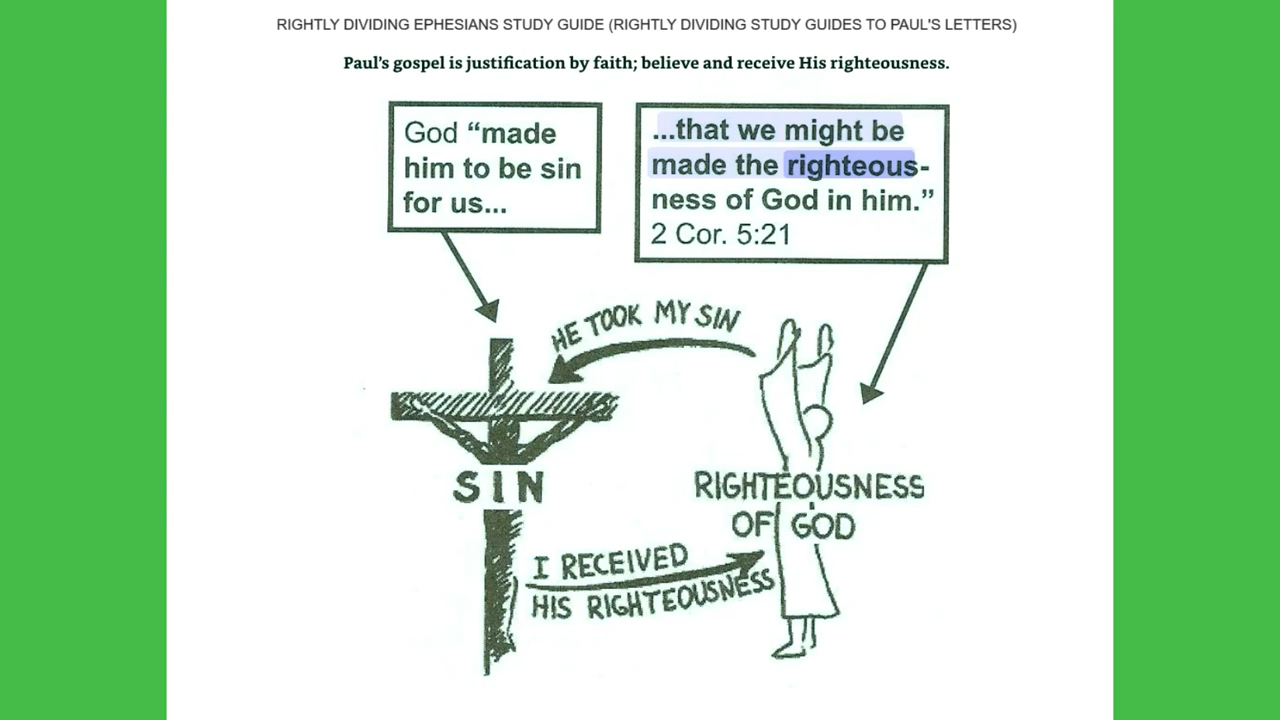 RIGHTLY DIVIDING EPHESIANS STUDY GUIDE (RIGHTLY DIVIDING STUDY GUIDES TO PAUL'S LETTERS)
Paul’s gospel is justification by faith; believe and receive His righteousness.
God “made
him to be sin
for us...
...that we might be
made the righteous-
ness of God in him.”
2 Cor. 5:21
HE TOOK MY SIN
SIN
RIGHTEOUSNESS
OF GOD
I RECEIVED
HIS RIGHTEOUSNESS